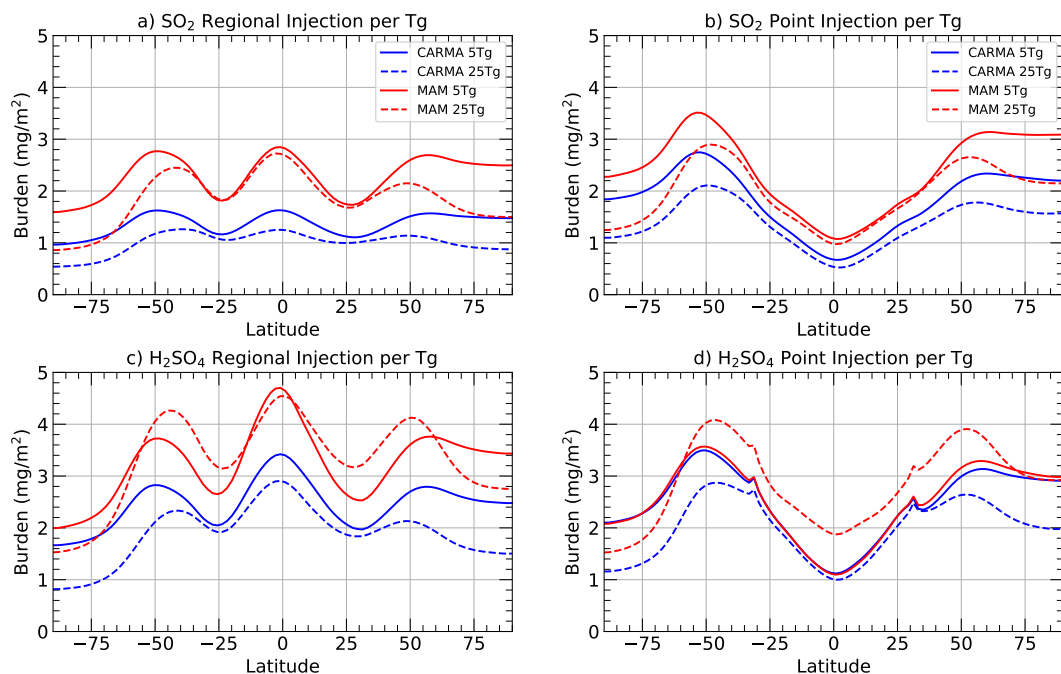 a) SO₂ Regional Injection per Tg
5
4
3
2
1
0
Burden (mg/m²)
CARMA 5Tg
CARMA 25Tg
MAM 5Tg
MAM 25Tg
−75 −50 −25 0 25 50 75
Latitude
b) SO₂ Point Injection per Tg
5
4
3
2
1
0
Burden (mg/m²)
CARMA 5Tg
CARMA 25Tg
MAM 5Tg
MAM 25Tg
−75 −50 −25 0 25 50 75
Latitude
c) H₂SO₄ Regional Injection per Tg
5
4
3
2
1
0
Burden (mg/m²)
−75 −50 −25 0 25 50 75
Latitude
d) H₂SO₄ Point Injection per Tg
5
4
3
2
1
0
Burden (mg/m²)
−75 −50 −25 0 25 50 75
Latitude